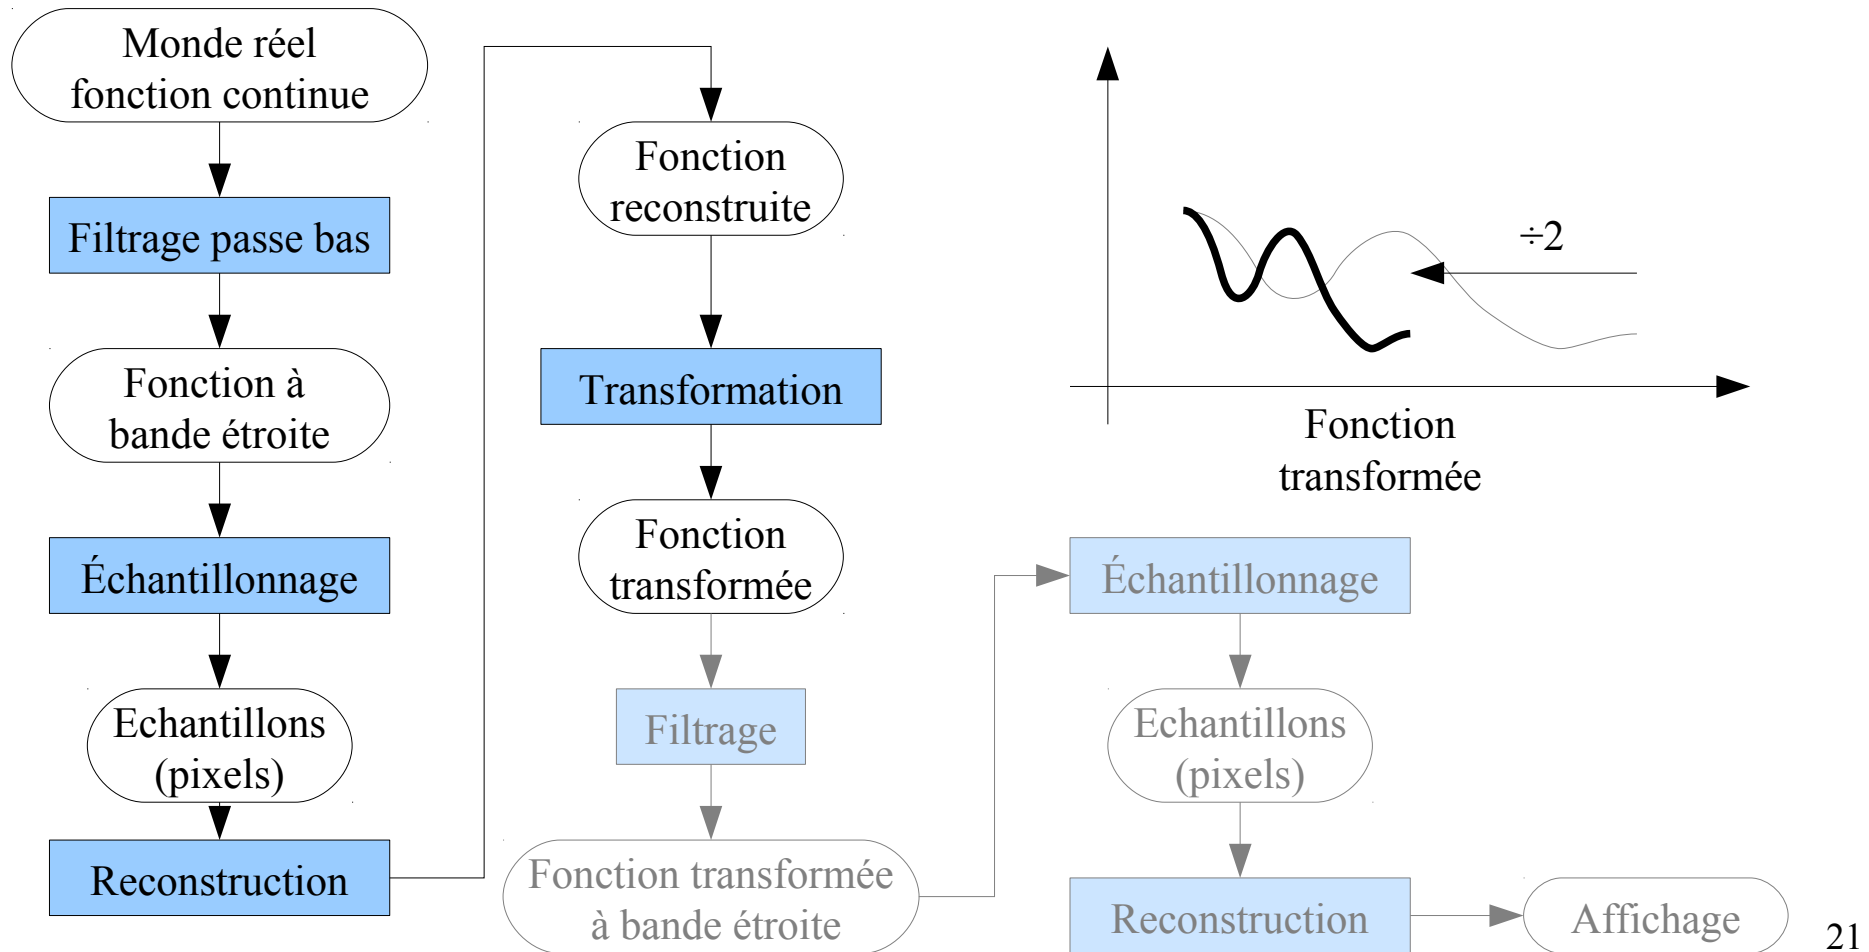 Monde réel
fonction continue
Filtrage passe bas
Fonction à
bande étroite
Échantillonnage
Echantillons
(pixels)
Reconstruction
Fonction
reconstruite
Transformation
Fonction
transformée
Filtrage
Fonction transformée
à bande étroite
÷2
Fonction
transformée
Échantillonnage
Echantillons
(pixels)
Reconstruction
Affichage
21